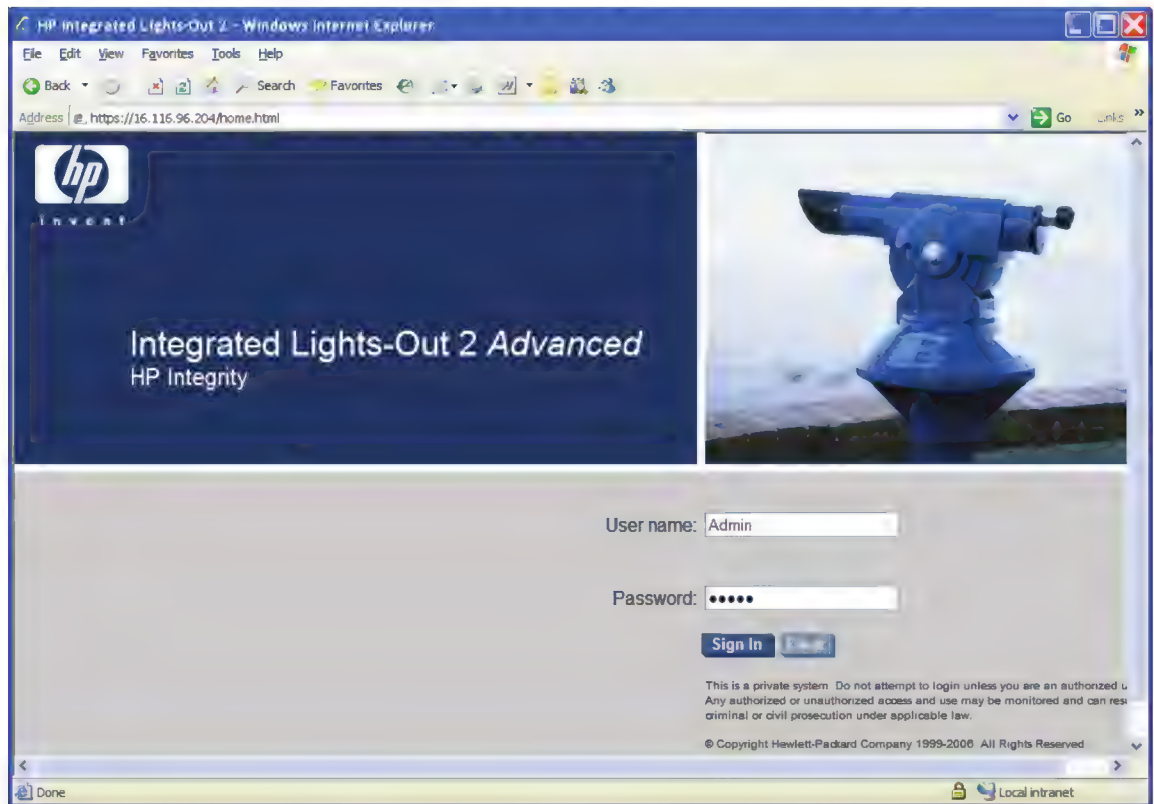 HP Integrated Lights-Out 2 - Windows Internet Explorer
File Edit View Favorites Tools Help
Back Search Favorites
Address https://16.116.96.204/home.html Go Links »
hp
invent
Integrated Lights-Out 2 Advanced
HP Integrity
User name: Admin
Password: •••••
Sign In
This is a private system Do not attempt to login unless you are an authorized u
Any authorized or unauthorized access and use may be monitored and can resu
criminal or civil prosecution under applicable law.
© Copyright Hewlett-Packard Company 1999-2006 All Rights Reserved
Done Local intranet